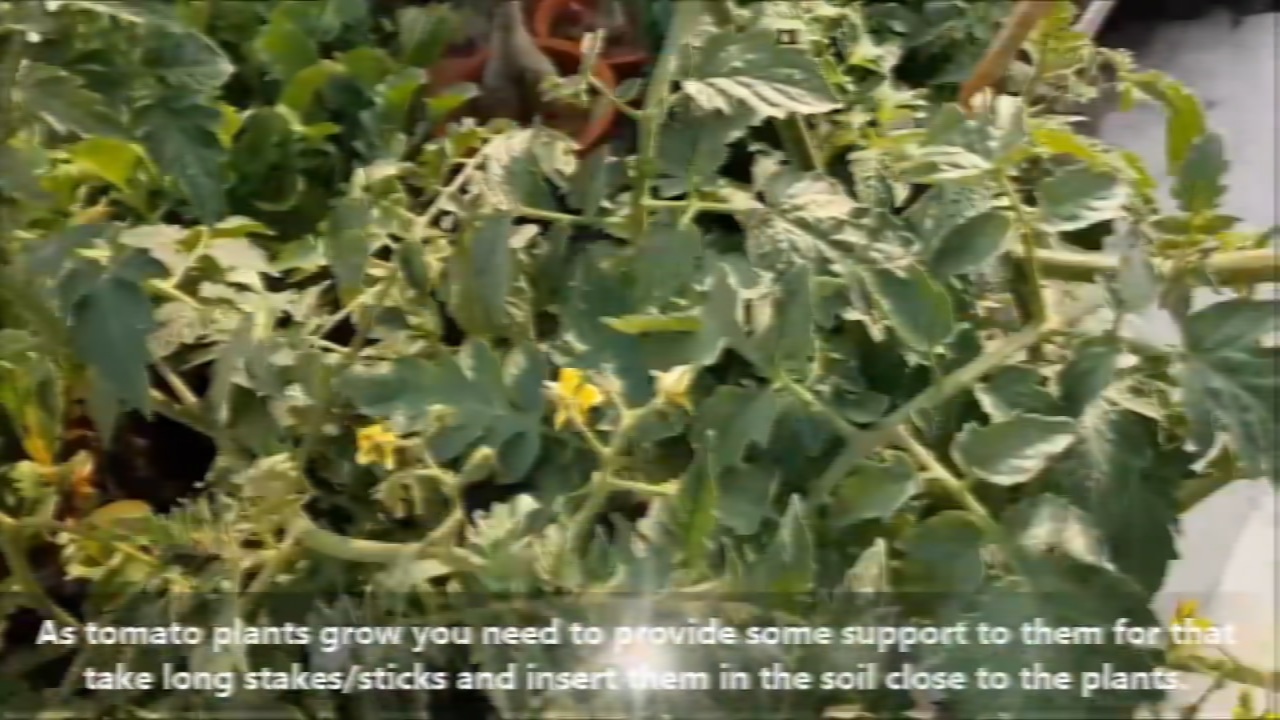 As tomato plants grow you need to provide some support to them for that
take long stakes/sticks and insert them in the soil close to the plants.